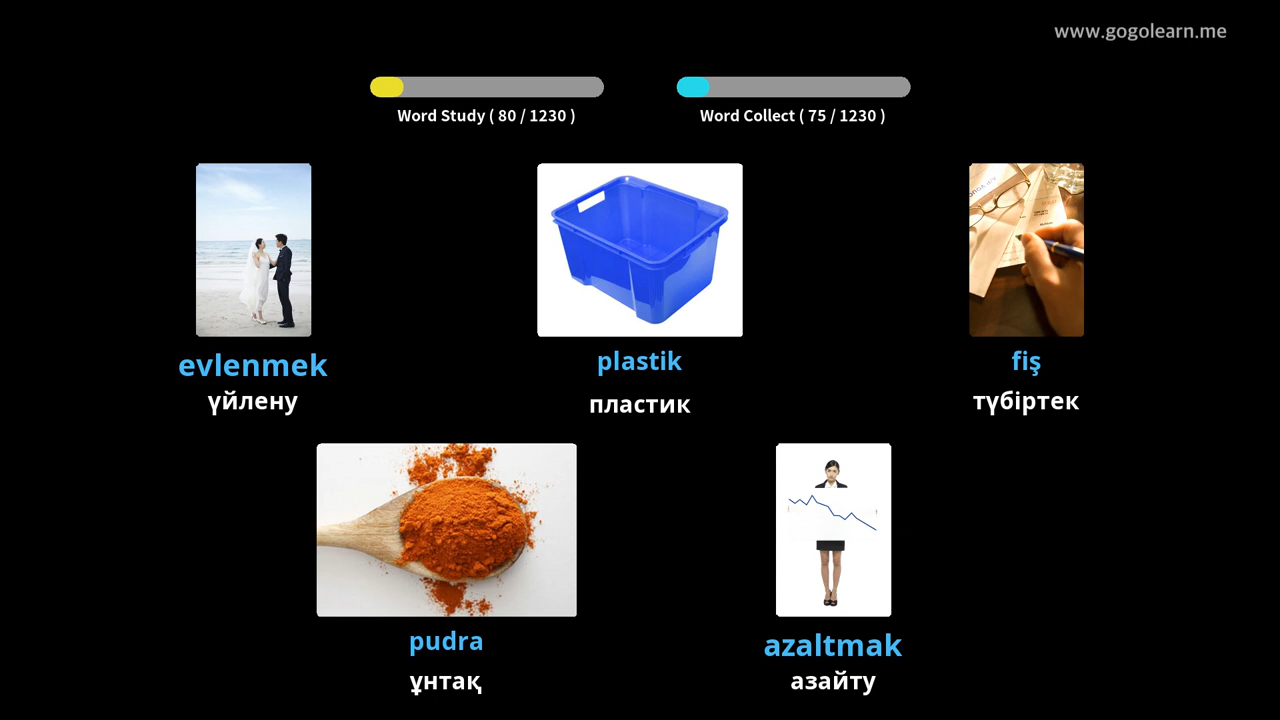 www.gogolearn.me
Word Study ( 80 / 1230 )
Word Collect ( 75 / 1230 )
evlenmek
үйлену
plastik
пластик
fiş
түбіртек
pudra
ұнтақ
azaltmak
азайту